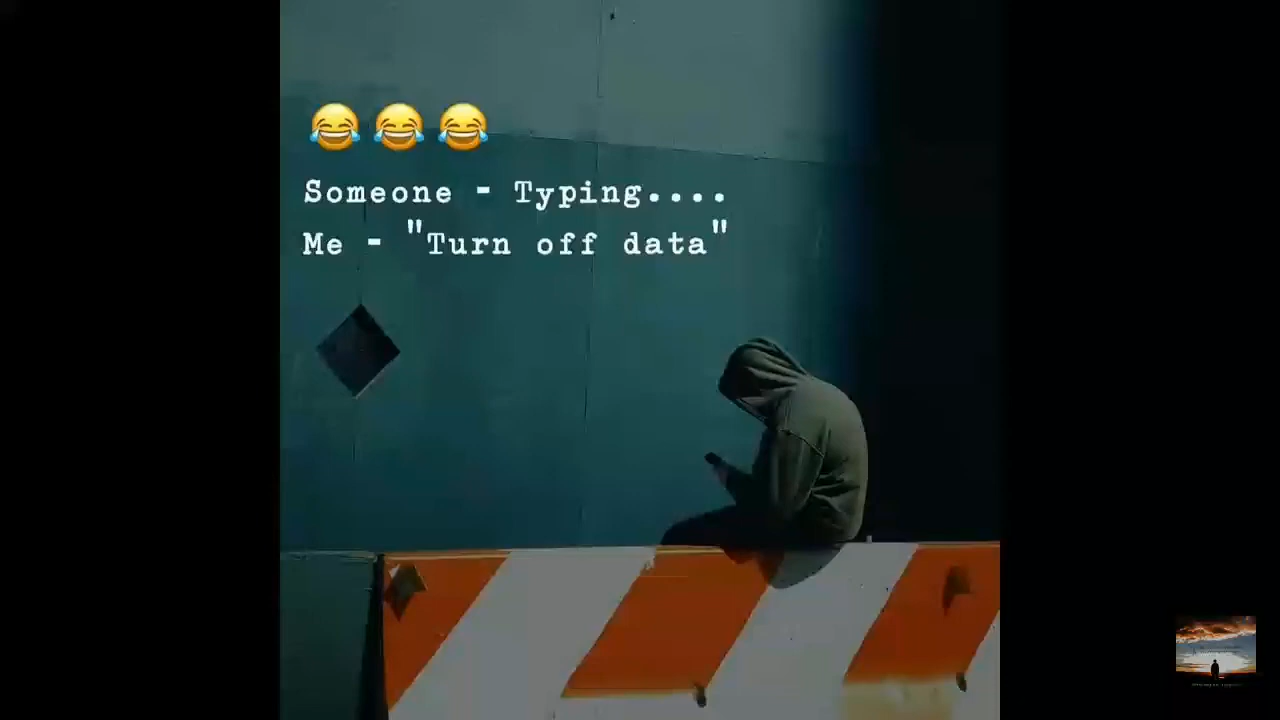 😂😂😂
Someone - Typing....
Me - "Turn off data"